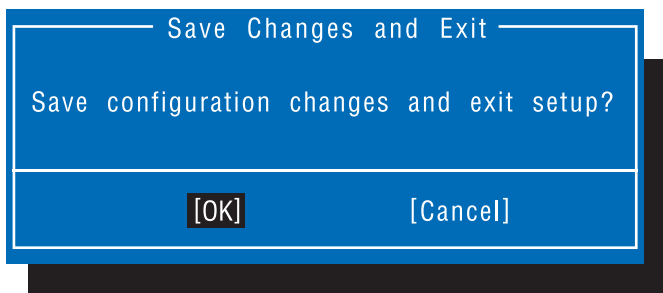 Save Changes and Exit
Save configuration changes and exit setup?
[OK] [Cancel]